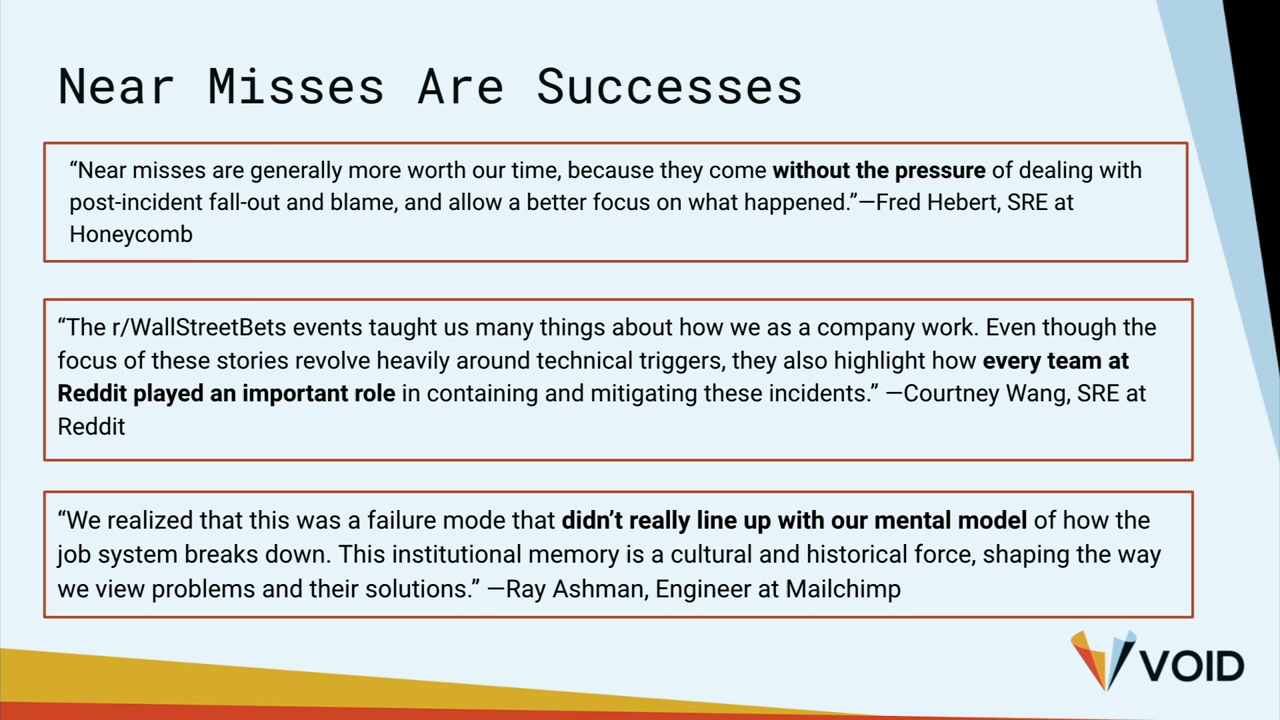 Near Misses Are Successes
“Near misses are generally more worth our time, because they come without the pressure of dealing with
post-incident fall-out and blame, and allow a better focus on what happened.”—Fred Hebert, SRE at
Honeycomb
“The r/WallStreetBets events taught us many things about how we as a company work. Even though the
focus of these stories revolve heavily around technical triggers, they also highlight how every team at
Reddit played an important role in containing and mitigating these incidents.” —Courtney Wang, SRE at
Reddit
“We realized that this was a failure mode that didn’t really line up with our mental model of how the
job system breaks down. This institutional memory is a cultural and historical force, shaping the way
we view problems and their solutions.” —Ray Ashman, Engineer at Mailchimp
VOID